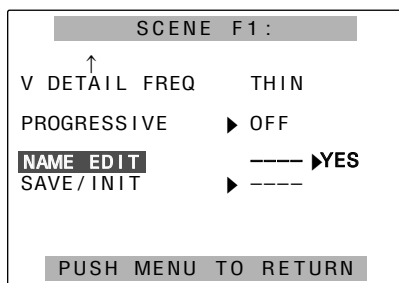 SCENE F1:
↑
V DETAIL FREQ THIN
PROGRESSIVE ▶ OFF
NAME EDIT ---- ▶YES
SAVE/INIT ▶ ----
PUSH MENU TO RETURN